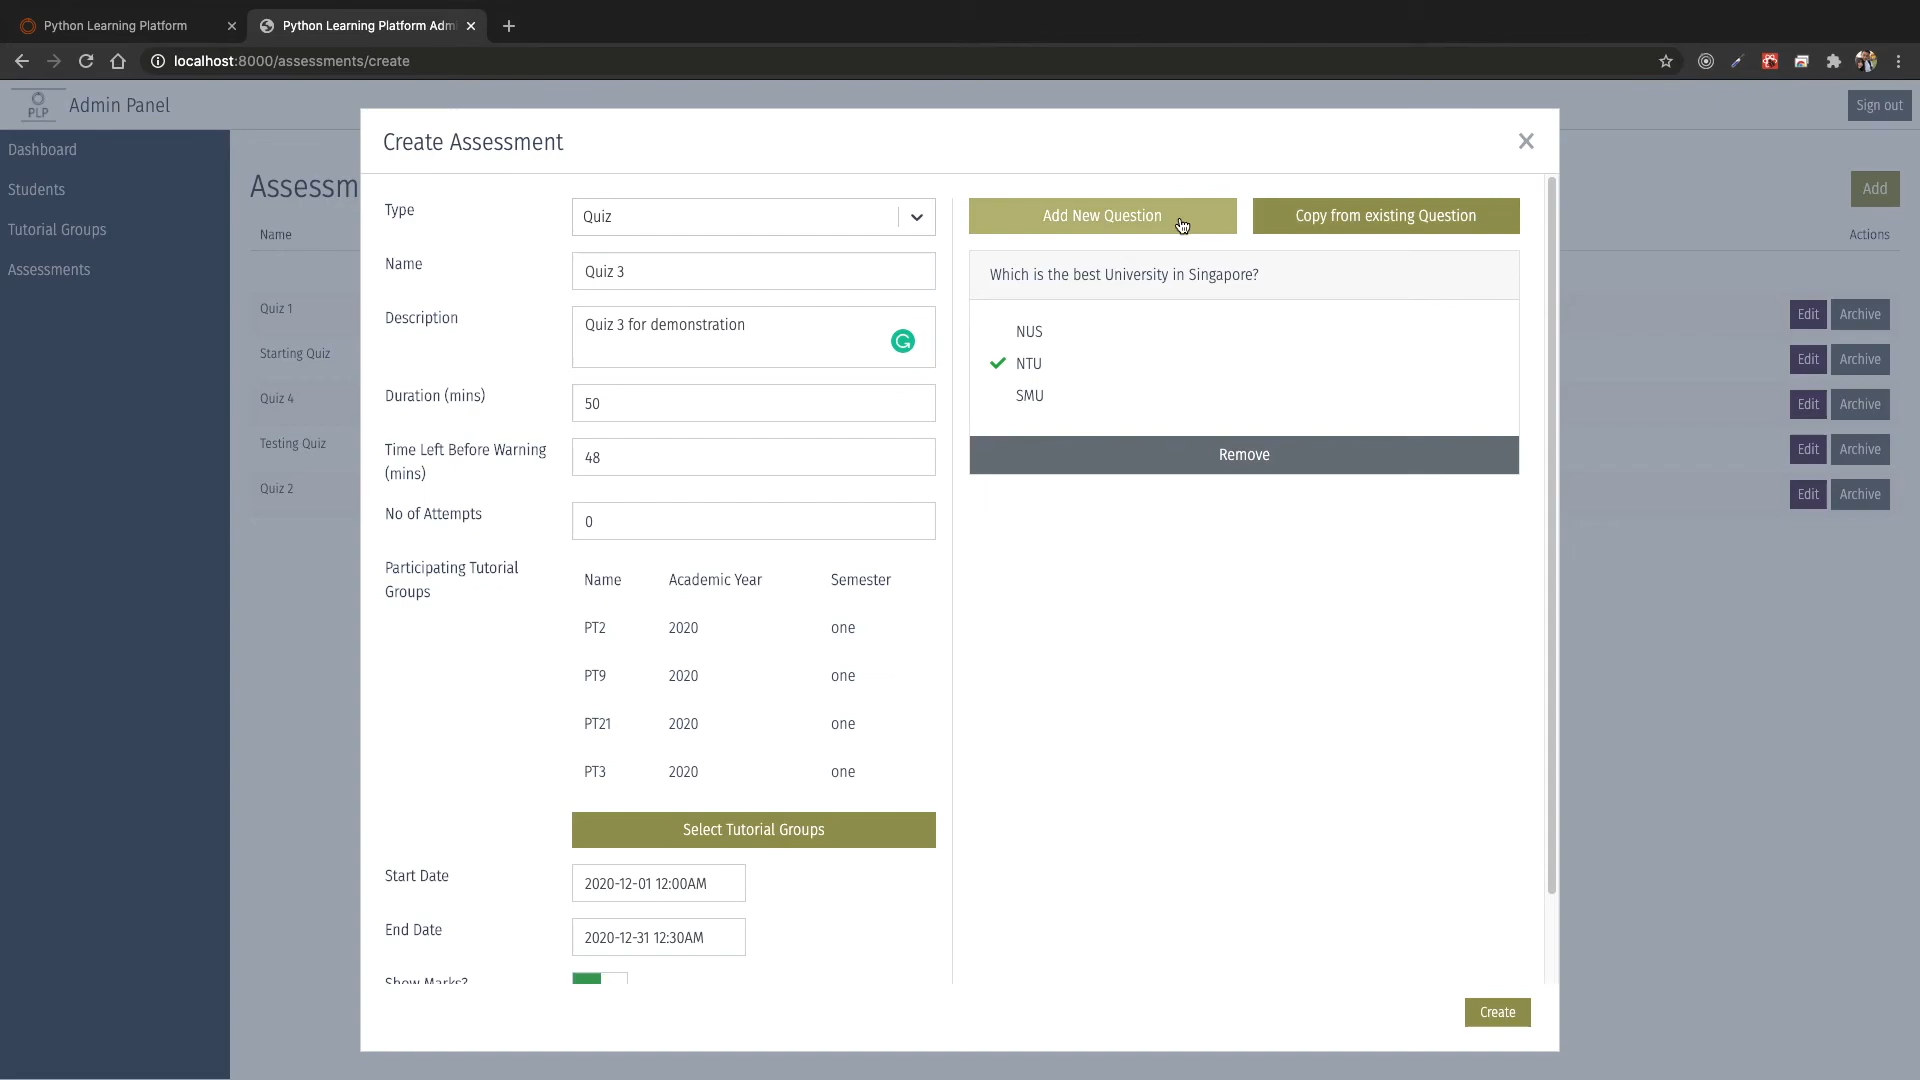 Python Learning Platform
Python Learning Platform Adm
localhost:8000/assessments/create
PLP
Admin Panel
Sign out
Dashboard
Students
Tutorial Groups
Assessments
Assessm
Add
Name
Actions
Quiz 1
Edit
Archive
Starting Quiz
Edit
Archive
Quiz 4
Edit
Archive
Testing Quiz
Edit
Archive
Quiz 2
Edit
Archive
Create Assessment
Type
Quiz
Name
Quiz 3
Description
Quiz 3 for demonstration
Duration (mins)
50
Time Left Before Warning
(mins)
48
No of Attempts
0
Participating Tutorial
Groups
Name Academic Year Semester
PT2 2020 one
PT9 2020 one
PT21 2020 one
PT3 2020 one
Select Tutorial Groups
Start Date
2020-12-01 12:00AM
End Date
2020-12-31 12:30AM
Show Marks?
Add New Question
Copy from existing Question
Which is the best University in Singapore?
NUS
NTU
SMU
Remove
Create